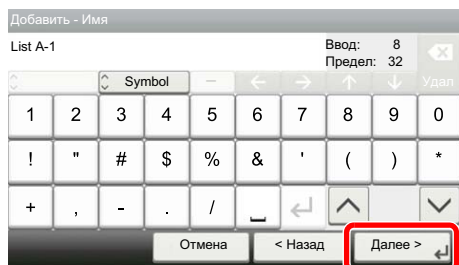 Добавить - Имя
List A-1
Ввод: 8
Предел: 32
Symbol
Удал
1 2 3 4 5 6 7 8 9 0
! " # $ % & ' ( ) *
+ , - . / _
Отмена < Назад Далее >